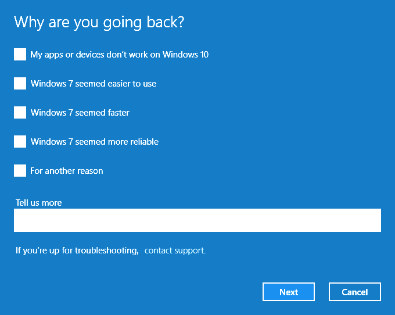 Why are you going back?
My apps or devices don't work on Windows 10
Windows 7 seemed easier to use
Windows 7 seemed faster
Windows 7 seemed more reliable
For another reason
Tell us more
If you're up for troubleshooting, contact support.
Next Cancel